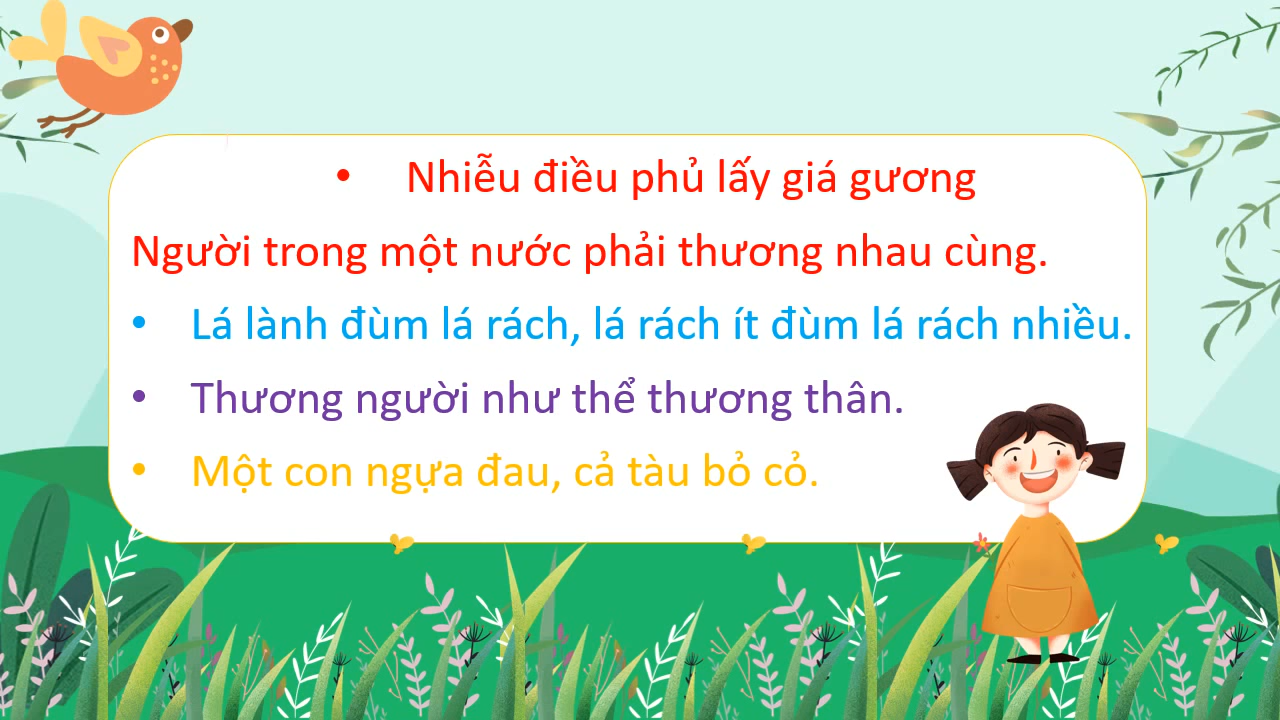 • Nhiễu điều phủ lấy giá gương
Người trong một nước phải thương nhau cùng.
• Lá lành đùm lá rách, lá rách ít đùm lá rách nhiều.
• Thương người như thể thương thân.
• Một con ngựa đau, cả tàu bỏ cỏ.